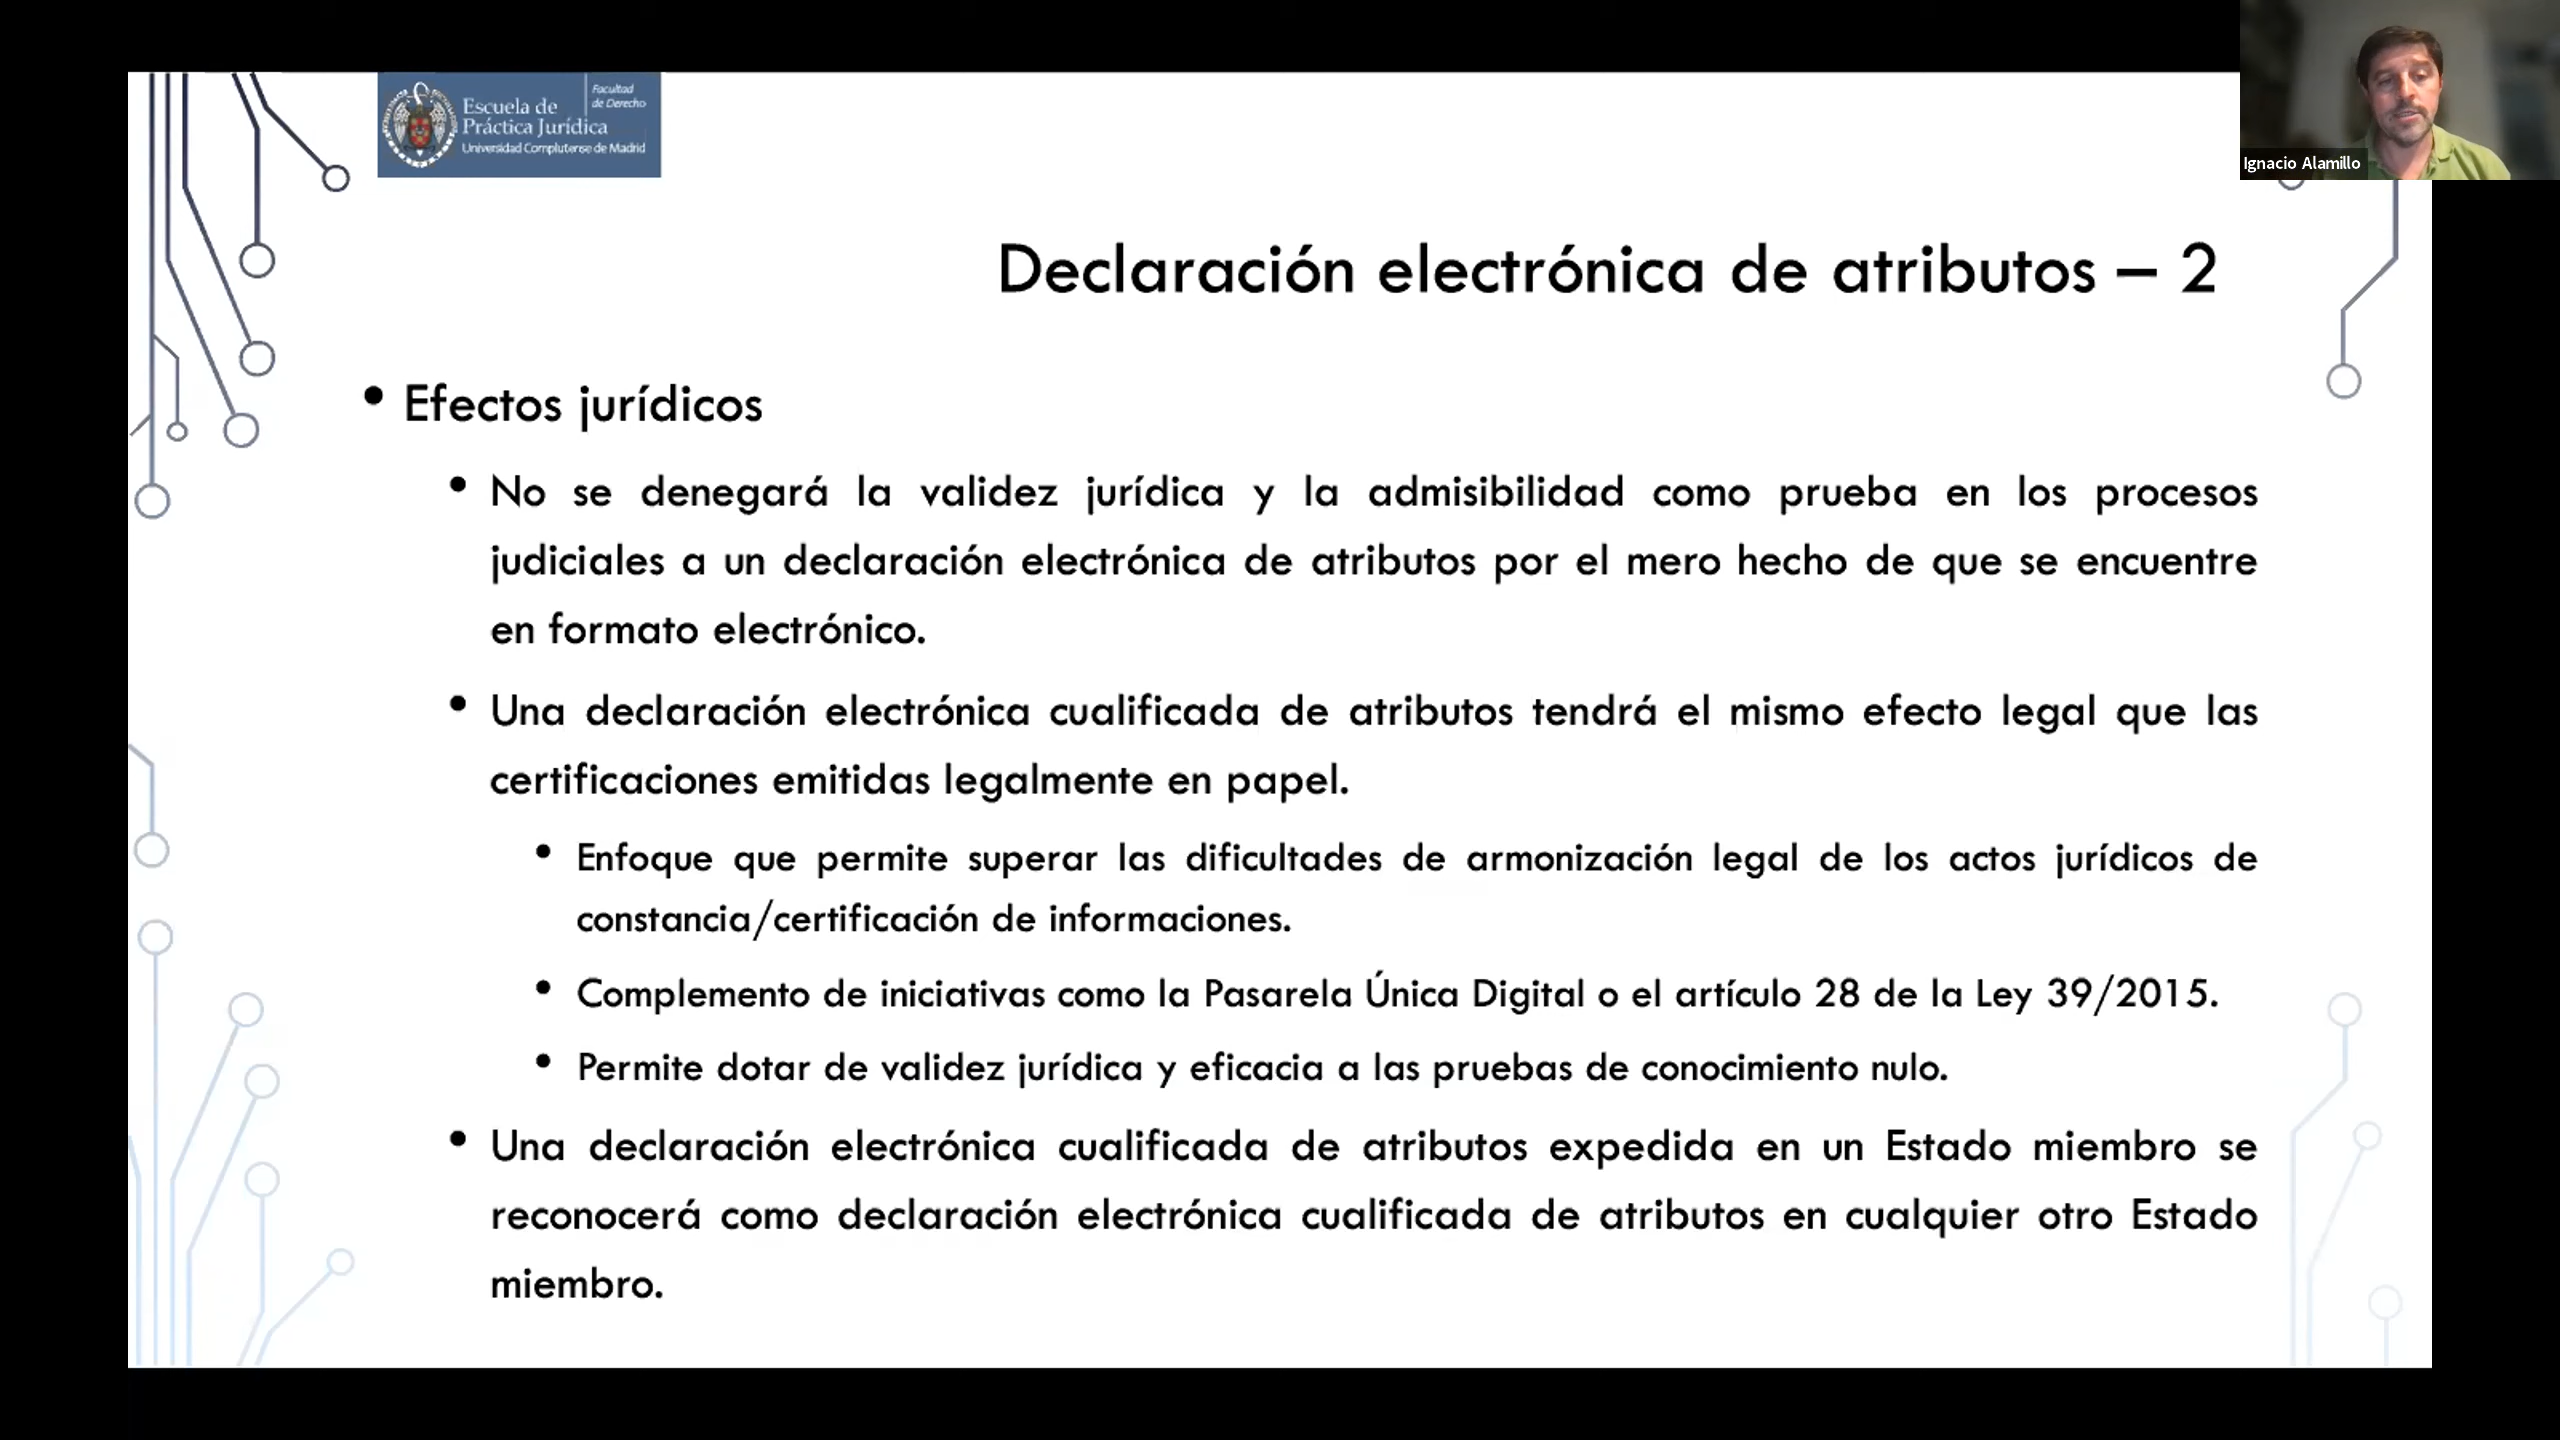 Escuela de
Práctica Jurídica
Universidad Complutense de Madrid
Facultad
de Derecho
Ignacio Alamillo
Declaración electrónica de atributos – 2
• Efectos jurídicos
• No se denegará la validez jurídica y la admisibilidad como prueba en los procesos
judiciales a un declaración electrónica de atributos por el mero hecho de que se encuentre
en formato electrónico.
• Una declaración electrónica cualificada de atributos tendrá el mismo efecto legal que las
certificaciones emitidas legalmente en papel.
• Enfoque que permite superar las dificultades de armonización legal de los actos jurídicos de
constancia/certificación de informaciones.
• Complemento de iniciativas como la Pasarela Única Digital o el artículo 28 de la Ley 39/2015.
• Permite dotar de validez jurídica y eficacia a las pruebas de conocimiento nulo.
• Una declaración electrónica cualificada de atributos expedida en un Estado miembro se
reconocerá como declaración electrónica cualificada de atributos en cualquier otro Estado
miembro.